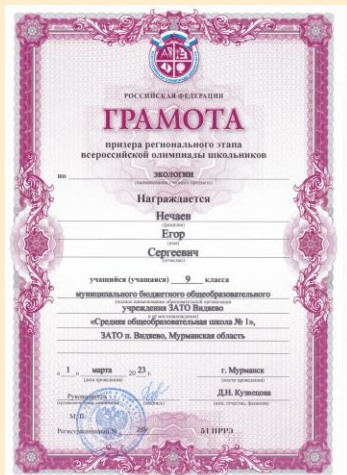 РОССИЙСКАЯ ФЕДЕРАЦИЯ
ГРАМОТА
призера регионального этапа
всероссийской олимпиады школьников
по экологии
(наименование учебного предмета)
Награждается
Нечаев
(фамилия)
Егор
(имя)
Сергеевич
(отчество)
учащийся (учащаяся) 9 класса
муниципального бюджетного общеобразовательного
учреждения ЗАТО Видяево
«Средняя общеобразовательная школа № 1»,
ЗАТО п. Видяево, Мурманская область
« 1 » марта 20 23 г. г. Мурманск
(дата проведения) (место проведения)
Руководитель Д.Н. Кузнецова
(подпись) (имя, отчество, фамилия)
М. П.
Регистрационный № 51 ПРРЭ